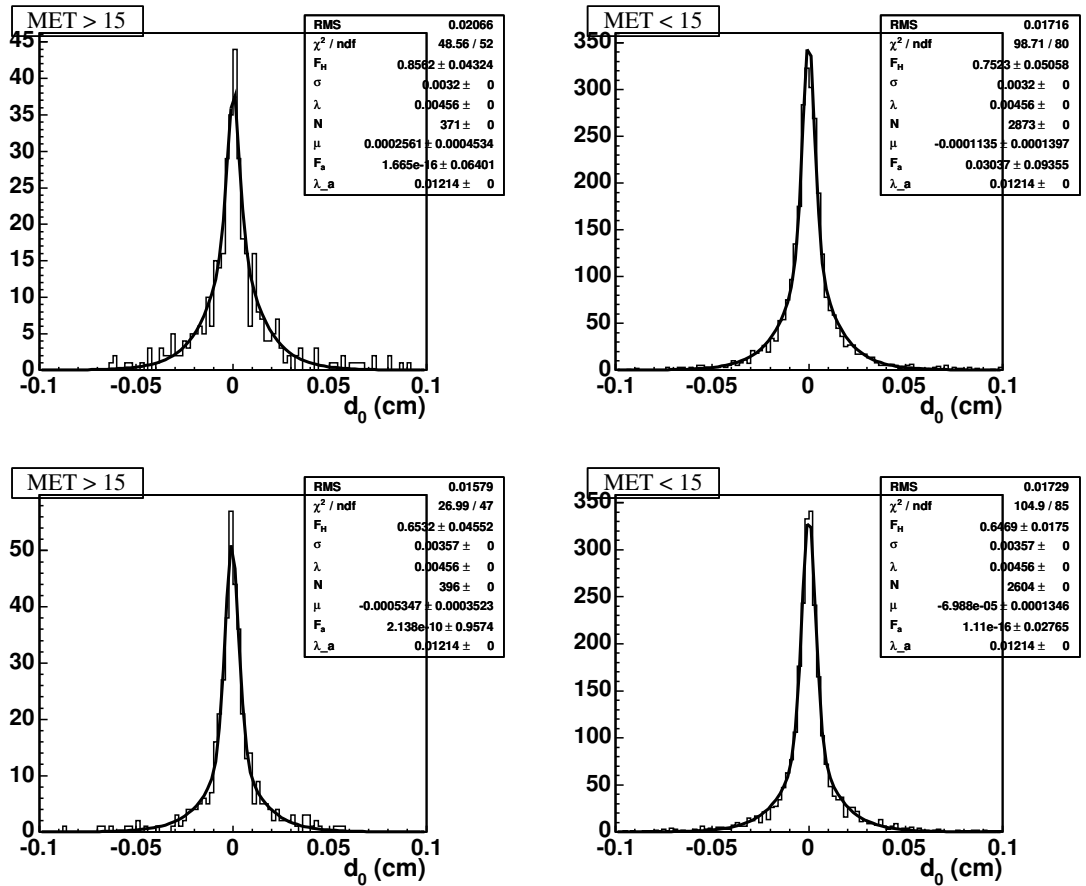 MET > 15
RMS 0.02066
χ² / ndf 48.56 / 52
F_H 0.8562 ± 0.04324
σ 0.0032 ± 0
λ 0.00456 ± 0
N 371 ± 0
μ 0.0002561 ± 0.0004534
F_a 1.665e-16 ± 0.06401
λ_a 0.01214 ± 0
45
40
35
30
25
20
15
10
5
0
-0.1 -0.05 0 0.05 0.1
d_0 (cm)
MET < 15
RMS 0.01716
χ² / ndf 98.71 / 80
F_H 0.7523 ± 0.05058
σ 0.0032 ± 0
λ 0.00456 ± 0
N 2873 ± 0
μ -0.0001135 ± 0.0001397
F_a 0.03037 ± 0.09355
λ_a 0.01214 ± 0
350
300
250
200
150
100
50
0
-0.1 -0.05 0 0.05 0.1
d_0 (cm)
MET > 15
RMS 0.01579
χ² / ndf 26.99 / 47
F_H 0.6532 ± 0.04552
σ 0.00357 ± 0
λ 0.00456 ± 0
N 396 ± 0
μ -0.0005347 ± 0.0003523
F_a 2.138e-10 ± 0.9574
λ_a 0.01214 ± 0
50
40
30
20
10
0
-0.1 -0.05 0 0.05 0.1
d_0 (cm)
MET < 15
RMS 0.01729
χ² / ndf 104.9 / 85
F_H 0.6469 ± 0.0175
σ 0.00357 ± 0
λ 0.00456 ± 0
N 2604 ± 0
μ -6.988e-05 ± 0.0001346
F_a 1.11e-16 ± 0.02765
λ_a 0.01214 ± 0
350
300
250
200
150
100
50
0
-0.1 -0.05 0 0.05 0.1
d_0 (cm)